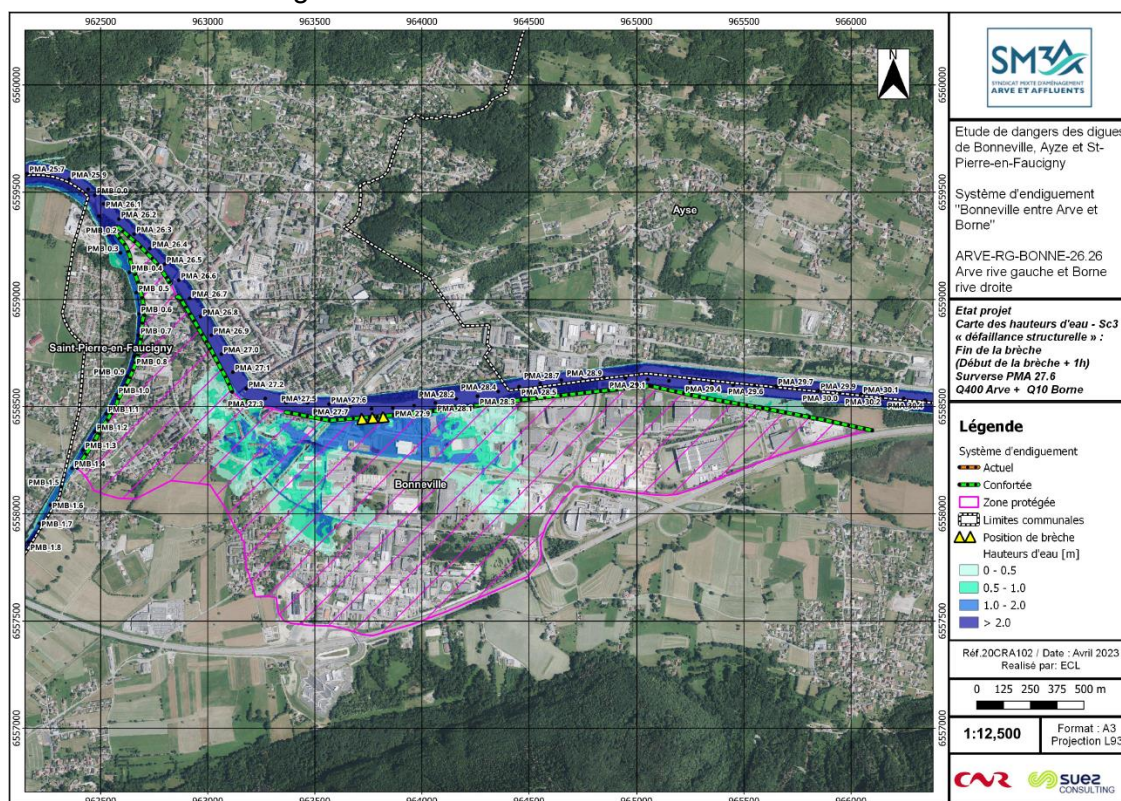 962500 963000 963500 964000 964500 965000 965500 966000
6560000
6559500
6559000
6558500
6558000
6557500
6557000
N
PMA 25.7
PMA 25.9
PMB 0.0
PMA 26.1
PMA 26.2
PMB 0.2
PMA 26.3
PMB 0.3
PMA 26.4
PMA 26.5
PMB 0.4
PMA 26.6
PMB 0.5
PMA 26.7
PMB 0.6
PMA 26.8
PMB 0.7
PMA 26.9
PMA 27.0
PMB 0.8
PMA 27.1
PMB 0.9
PMA 27.2
PMB 1.0
PMA 27.3
PMB 1.1
PMB 1.2
PMB 1.3
PMB 1.4
PMB 1.5
PMB 1.6
PMB 1.7
PMB 1.8
PMA 27.5
PMA 27.6
PMA 27.7
PMA 27.9
PMA 28.1
PMA 28.2
PMA 28.3
PMA 28.4
PMA 28.5
PMA 28.7
PMA 28.9
PMA 29.1
PMA 29.4
PMA 29.6
PMA 29.7
PMA 29.9
PMA 30.0
PMA 30.1
PMA 30.2
Saint-Pierre-en-Faucigny
Ayse
Bonneville
6560000
6559500
6559000
6558500
6558000
6557500
6557000
962500 963000 963500 964000 964500 965000 965500 966000
SM3A
SYNDICAT MIXTE D'AMÉNAGEMENT
ARVE ET AFFLUENTS
Etude de dangers des digues
de Bonneville, Ayze et St-
Pierre-en-Faucigny
Système d'endiguement
"Bonneville entre Arve et
Borne"
ARVE-RG-BONNE-26.26
Arve rive gauche et Borne
rive droite
Etat projet
Carte des hauteurs d'eau - Sc3
« défaillance structurelle » :
Fin de la brèche
(Début de la brèche + 1h)
Surverse PMA 27.6
Q400 Arve + Q10 Borne
Légende
Système d'endiguement
Actuel
Confortée
Zone protégée
Limites communales
Position de brèche
Hauteurs d'eau [m]
0 - 0.5
0.5 - 1.0
1.0 - 2.0
> 2.0
Réf.20CRA102 / Date : Avril 2023
Realisé par: ECL
0 125 250 375 500 m
1:12,500
Format : A3
Projection L93
CNR
suez
CONSULTING